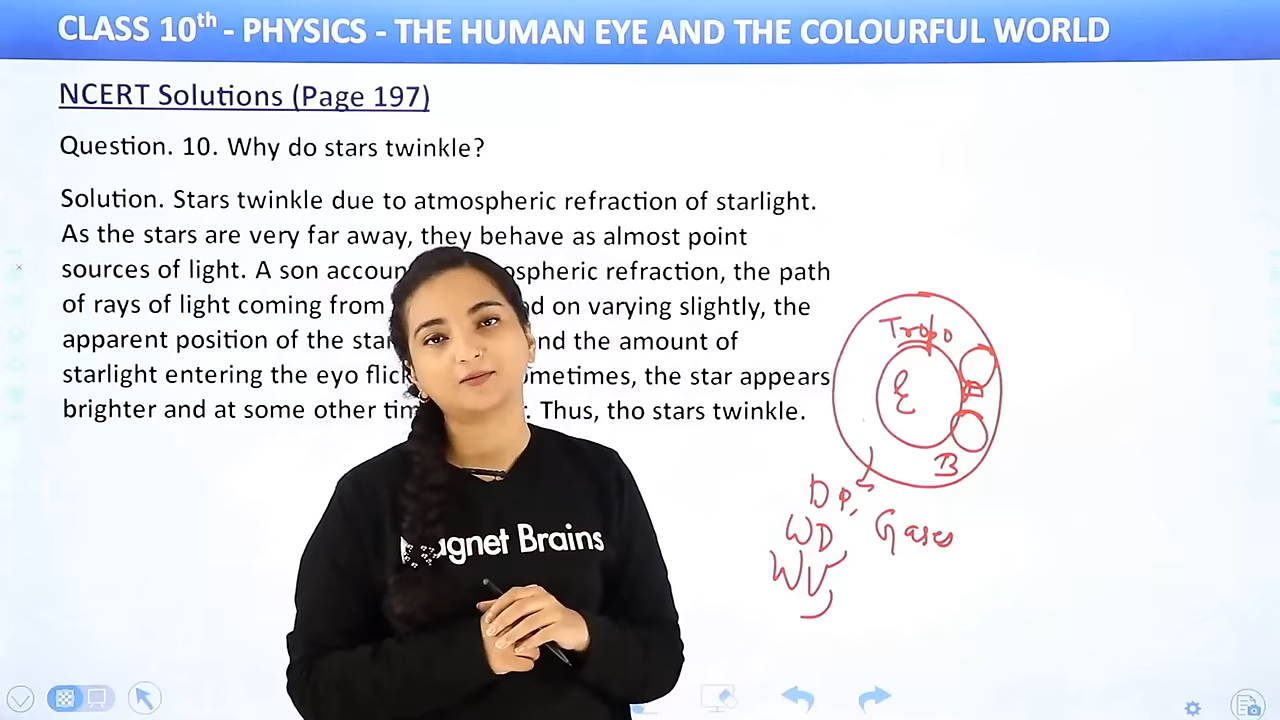 CLASS 10th - PHYSICS - THE HUMAN EYE AND THE COLOURFUL WORLD
NCERT Solutions (Page 197)
Question. 10. Why do stars twinkle?
Solution. Stars twinkle due to atmospheric refraction of starlight.
As the stars are very far away, they behave as almost point
sources of light. A son accoun ospheric refraction, the path
of rays of light coming from on varying slightly, the
apparent position of the sta nd the amount of
starlight entering the eyo flic ometimes, the star appears
brighter and at some other tim . Thus, tho stars twinkle.
Tropo
E
B
DP,
WD Gases
WV
Magnet Brains